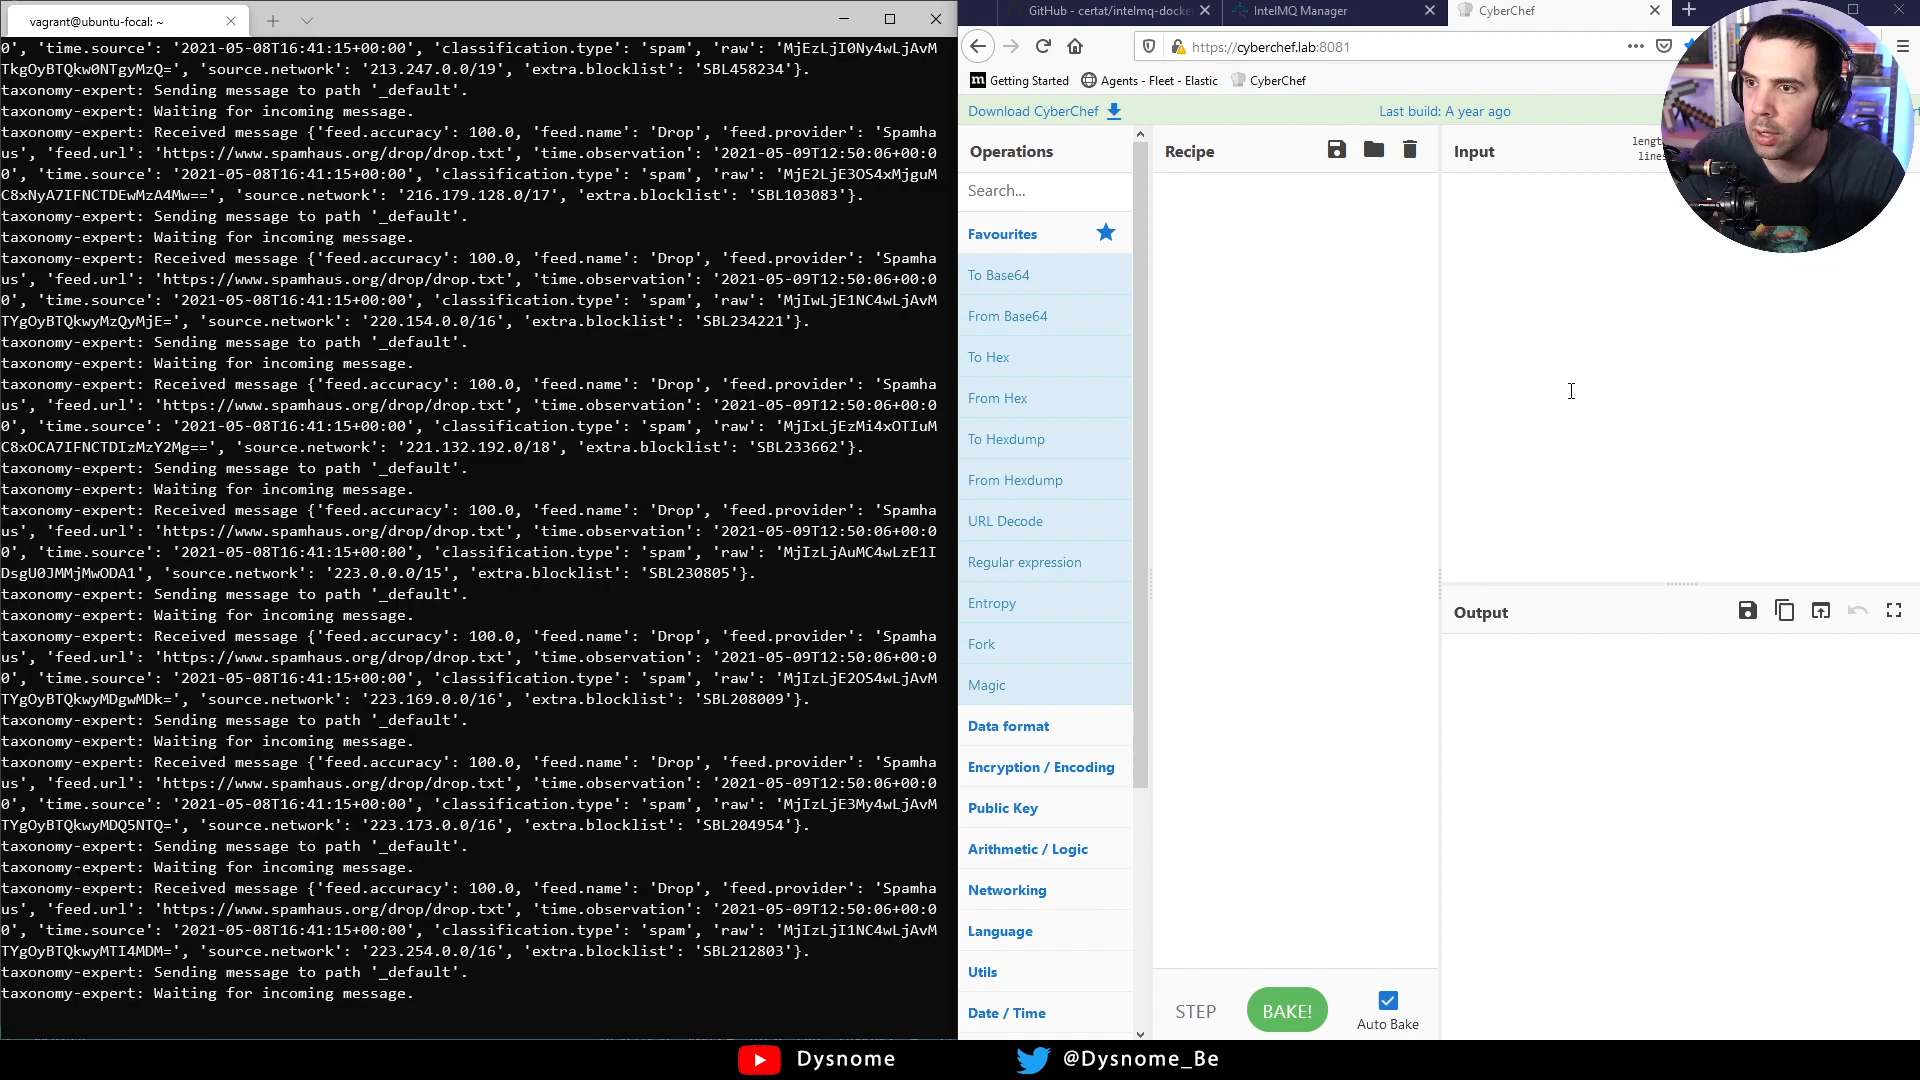 vagrant@ubuntu-focal: ~
0', 'time.source': '2021-05-08T16:41:15+00:00', 'classification.type': 'spam', 'raw': 'MjEzLjI0Ny4wLjAvM
TkgOyBTQkw0NTgyMzQ=', 'source.network': '213.247.0.0/19', 'extra.blocklist': 'SBL458234'}.
taxonomy-expert: Sending message to path '_default'.
taxonomy-expert: Waiting for incoming message.
taxonomy-expert: Received message {'feed.accuracy': 100.0, 'feed.name': 'Drop', 'feed.provider': 'Spamha
us', 'feed.url': 'https://www.spamhaus.org/drop/drop.txt', 'time.observation': '2021-05-09T12:50:06+00:0
0', 'time.source': '2021-05-08T16:41:15+00:00', 'classification.type': 'spam', 'raw': 'MjE2LjE3OS4xMjguM
C8xNyA7IFNCTDEwMzA4Mw==', 'source.network': '216.179.128.0/17', 'extra.blocklist': 'SBL103083'}.
taxonomy-expert: Sending message to path '_default'.
taxonomy-expert: Waiting for incoming message.
taxonomy-expert: Received message {'feed.accuracy': 100.0, 'feed.name': 'Drop', 'feed.provider': 'Spamha
us', 'feed.url': 'https://www.spamhaus.org/drop/drop.txt', 'time.observation': '2021-05-09T12:50:06+00:0
0', 'time.source': '2021-05-08T16:41:15+00:00', 'classification.type': 'spam', 'raw': 'MjIwLjE1NC4wLjAvM
TYgOyBTQkwyMzQyMjE=', 'source.network': '220.154.0.0/16', 'extra.blocklist': 'SBL234221'}.
taxonomy-expert: Sending message to path '_default'.
taxonomy-expert: Waiting for incoming message.
taxonomy-expert: Received message {'feed.accuracy': 100.0, 'feed.name': 'Drop', 'feed.provider': 'Spamha
us', 'feed.url': 'https://www.spamhaus.org/drop/drop.txt', 'time.observation': '2021-05-09T12:50:06+00:0
0', 'time.source': '2021-05-08T16:41:15+00:00', 'classification.type': 'spam', 'raw': 'MjIxLjEzMi4xOTIuM
C8xOCA7IFNCTDIzMzY2Mg==', 'source.network': '221.132.192.0/18', 'extra.blocklist': 'SBL233662'}.
taxonomy-expert: Sending message to path '_default'.
taxonomy-expert: Waiting for incoming message.
taxonomy-expert: Received message {'feed.accuracy': 100.0, 'feed.name': 'Drop', 'feed.provider': 'Spamha
us', 'feed.url': 'https://www.spamhaus.org/drop/drop.txt', 'time.observation': '2021-05-09T12:50:06+00:0
0', 'time.source': '2021-05-08T16:41:15+00:00', 'classification.type': 'spam', 'raw': 'MjIzLjAuMC4wLzE1I
DsgU0JMMjMwODA1', 'source.network': '223.0.0.0/15', 'extra.blocklist': 'SBL230805'}.
taxonomy-expert: Sending message to path '_default'.
taxonomy-expert: Waiting for incoming message.
taxonomy-expert: Received message {'feed.accuracy': 100.0, 'feed.name': 'Drop', 'feed.provider': 'Spamha
us', 'feed.url': 'https://www.spamhaus.org/drop/drop.txt', 'time.observation': '2021-05-09T12:50:06+00:0
0', 'time.source': '2021-05-08T16:41:15+00:00', 'classification.type': 'spam', 'raw': 'MjIzLjE2OS4wLjAvM
TYgOyBTQkwyMDgwMDk=', 'source.network': '223.169.0.0/16', 'extra.blocklist': 'SBL208009'}.
taxonomy-expert: Sending message to path '_default'.
taxonomy-expert: Waiting for incoming message.
taxonomy-expert: Received message {'feed.accuracy': 100.0, 'feed.name': 'Drop', 'feed.provider': 'Spamha
us', 'feed.url': 'https://www.spamhaus.org/drop/drop.txt', 'time.observation': '2021-05-09T12:50:06+00:0
0', 'time.source': '2021-05-08T16:41:15+00:00', 'classification.type': 'spam', 'raw': 'MjIzLjE3My4wLjAvM
TYgOyBTQkwyMDQ5NTQ=', 'source.network': '223.173.0.0/16', 'extra.blocklist': 'SBL204954'}.
taxonomy-expert: Sending message to path '_default'.
taxonomy-expert: Waiting for incoming message.
taxonomy-expert: Received message {'feed.accuracy': 100.0, 'feed.name': 'Drop', 'feed.provider': 'Spamha
us', 'feed.url': 'https://www.spamhaus.org/drop/drop.txt', 'time.observation': '2021-05-09T12:50:06+00:0
0', 'time.source': '2021-05-08T16:41:15+00:00', 'classification.type': 'spam', 'raw': 'MjIzLjI1NC4wLjAvM
TYgOyBTQkwyMTI4MDM=', 'source.network': '223.254.0.0/16', 'extra.blocklist': 'SBL212803'}.
taxonomy-expert: Sending message to path '_default'.
taxonomy-expert: Waiting for incoming message.
GitHub - certat/intelmq-docke
IntelMQ Manager
CyberChef
https://cyberchef.lab:8081
Getting Started
Agents - Fleet - Elastic
CyberChef
Download CyberChef
Last build: A year ago
Operations
Search...
Favourites
To Base64
From Base64
To Hex
From Hex
To Hexdump
From Hexdump
URL Decode
Regular expression
Entropy
Fork
Magic
Data format
Encryption / Encoding
Public Key
Arithmetic / Logic
Networking
Language
Utils
Date / Time
Recipe
STEP
BAKE!
Auto Bake
Input
Output
Dysnome
@Dysnome_Be